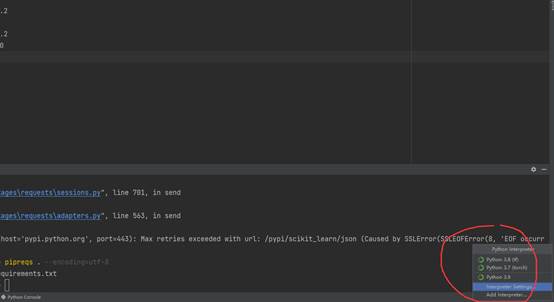 .2
.2
0
ages\requests\sessions.py", line 701, in send
ages\requests\adapters.py", line 563, in send
host='pypi.python.org', port=443): Max retries exceeded with url: /pypi/scikit_learn/json (Caused by SSLError(SSLEOFError(8, 'EOF occurr
pipreqs . --encoding=utf-8
quirements.txt
Python Interpreter
Python 3.8 (tf)
Python 3.7 (torch)
Python 3.9
Interpreter Settings...
Add Interpreter...
Python Console